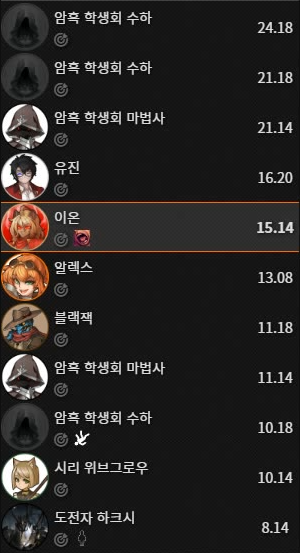 암흑 학생회 수하
24.18
암흑 학생회 수하
21.18
암흑 학생회 마법사
21.14
유진
16.20
이온
15.14
알렉스
13.08
블랙잭
11.18
암흑 학생회 마법사
11.14
암흑 학생회 수하
10.18
시리 위브그로우
10.14
도전자 하크시
8.14